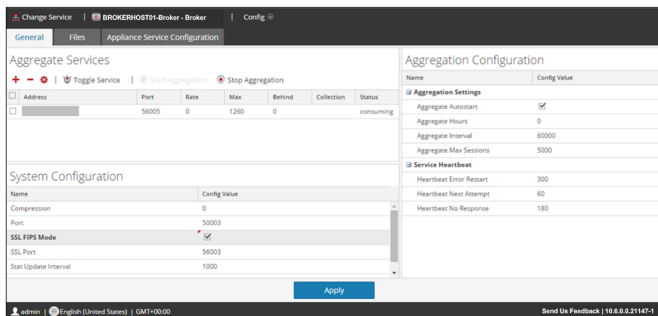 Change Service | BROKERHOST01-Broker - Broker | Config
General Files Appliance Service Configuration
Aggregate Services
Toggle Service | Start Aggregation Stop Aggregation
Address Port Rate Max Behind Collection Status
56005 0 1260 0 consuming
System Configuration
Name Config Value
Compression 0
Port 50003
SSL FIPS Mode
SSL Port 56003
Stat Update Interval 1000
Aggregation Configuration
Name Config Value
Aggregation Settings
Aggregate Autostart
Aggregate Hours 0
Aggregate Interval 60000
Aggregate Max Sessions 5000
Service Heartbeat
Heartbeat Error Restart 300
Heartbeat Next Attempt 60
Heartbeat No Response 180
Apply
admin | English (United States) | GMT+00:00
Send Us Feedback | 10.6.0.0.21147-1